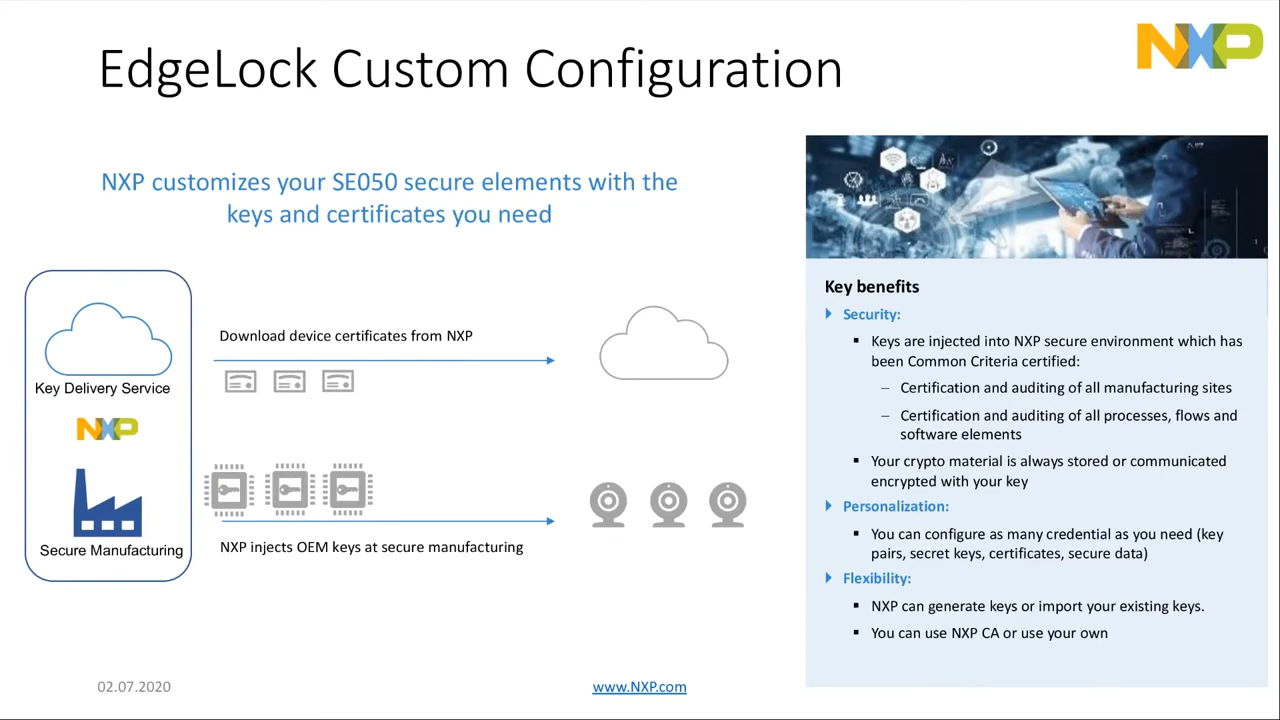 EdgeLock Custom Configuration
NXP
NXP customizes your SE050 secure elements with the
keys and certificates you need
Download device certificates from NXP
Key Delivery Service
NXP
Secure Manufacturing
NXP injects OEM keys at secure manufacturing
Key benefits
Security:
Keys are injected into NXP secure environment which has
been Common Criteria certified:
– Certification and auditing of all manufacturing sites
– Certification and auditing of all processes, flows and
software elements
Your crypto material is always stored or communicated
encrypted with your key
Personalization:
You can configure as many credential as you need (key
pairs, secret keys, certificates, secure data)
Flexibility:
NXP can generate keys or import your existing keys.
You can use NXP CA or use your own
02.07.2020
www.NXP.com